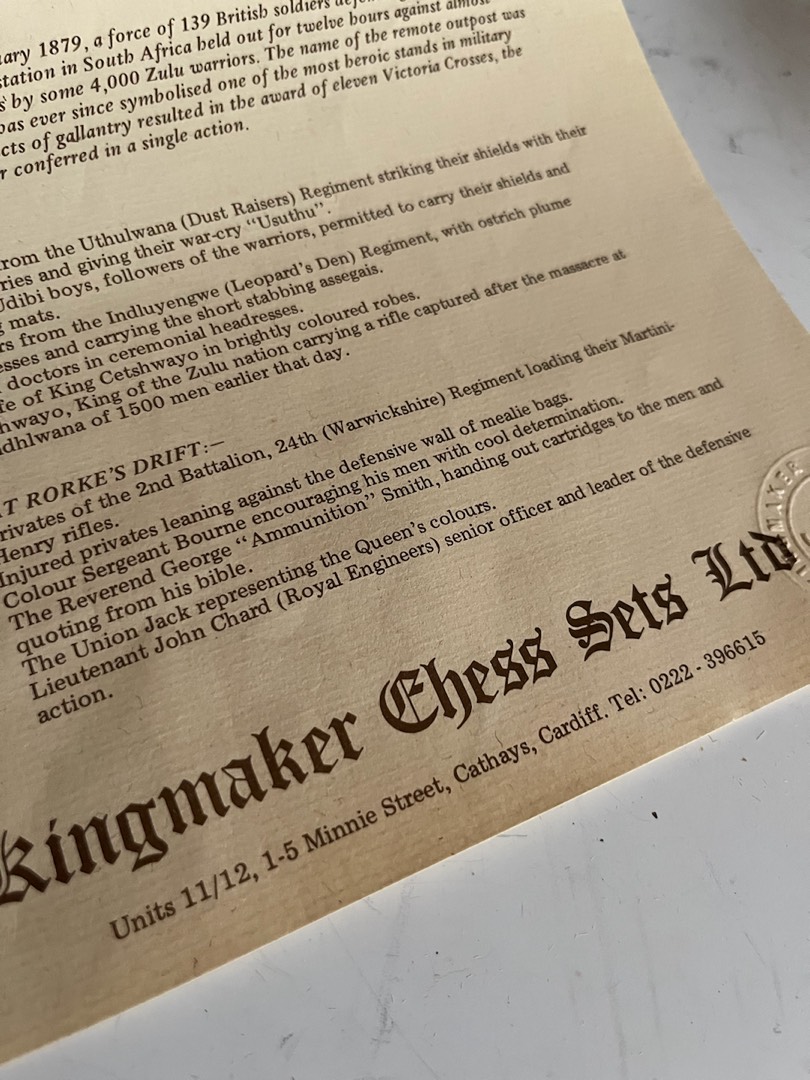 1879, a force of 139 British soldiers
station in South Africa held out for twelve hours against
by some 4,000 Zulu warriors. The name of the remote outpost was
has ever since symbolised one of the most heroic stands in military
of gallantry resulted in the award of eleven Victoria Crosses, the
conferred in a single action.
from the Uthulwana (Dust Raisers) Regiment striking their shields with their
and giving their war-cry “Usuthu”.
Udibi boys, followers of the warriors, permitted to carry their shields and
mats.
from the Indluyengwe (Leopard's Den) Regiment, with ostrich plume
and carrying the short stabbing assegais.
doctors in ceremonial headresses.
of King Cetshwayo in brightly coloured robes.
King of the Zulu nation carrying a rifle captured after the massacre at
of 1500 men earlier that day.
RORKE'S DRIFT:—
Privates of the 2nd Battalion, 24th (Warwickshire) Regiment loading their Martini-
Henry rifles.
Injured privates leaning against the defensive wall of mealie bags.
Colour Sergeant Bourne encouraging his men with cool determination.
The Reverend George “Ammunition” Smith, handing out cartridges to the men and
quoting from his bible.
The Union Jack representing the Queen's colours.
Lieutenant John Chard (Royal Engineers) senior officer and leader of the defensive
action.
Kingmaker Chess Sets Ltd
Units 11/12, 1-5 Minnie Street, Cathays, Cardiff. Tel: 0222 - 396615